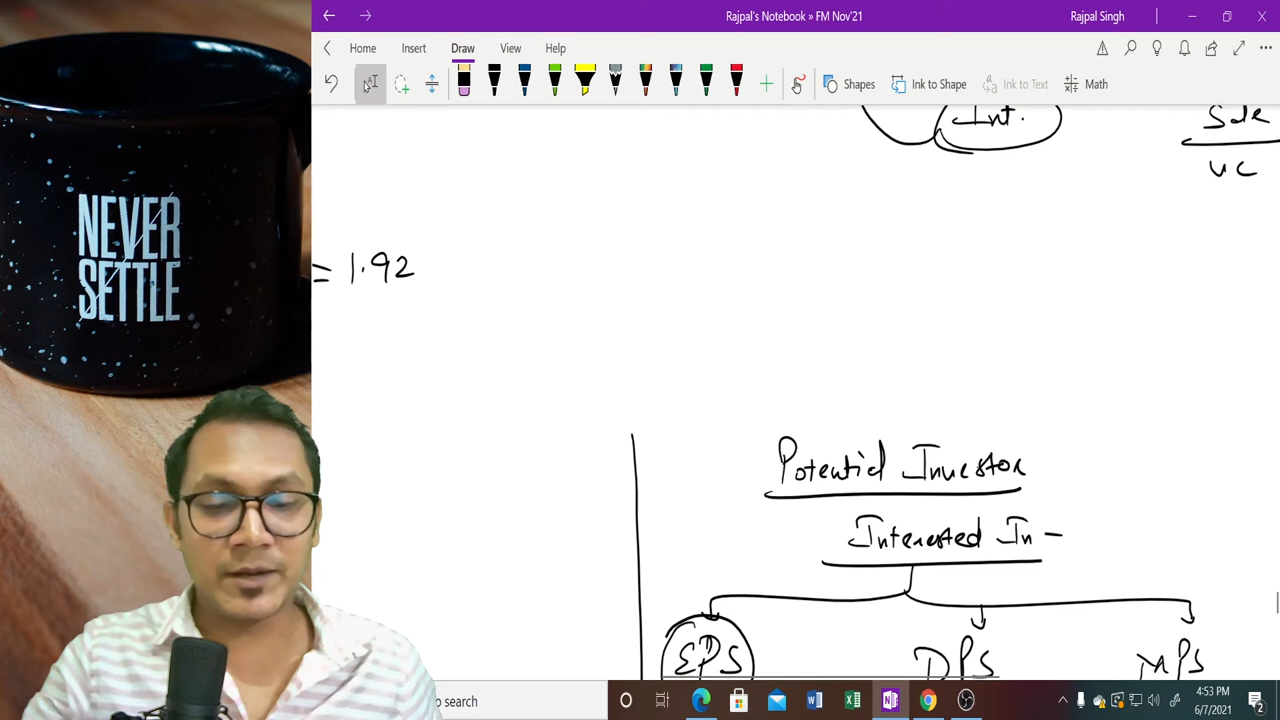 Rajpal's Notebook » FM Nov'21
Rajpal Singh
Home Insert Draw View Help
Shapes Ink to Shape Ink to Text Math
Int.
Sale
VC
NEVER
SETTLE
= 1.92
Potential Investor
Interested In -
EPS DPS MPS
o search
4:53 PM
6/7/2021
2